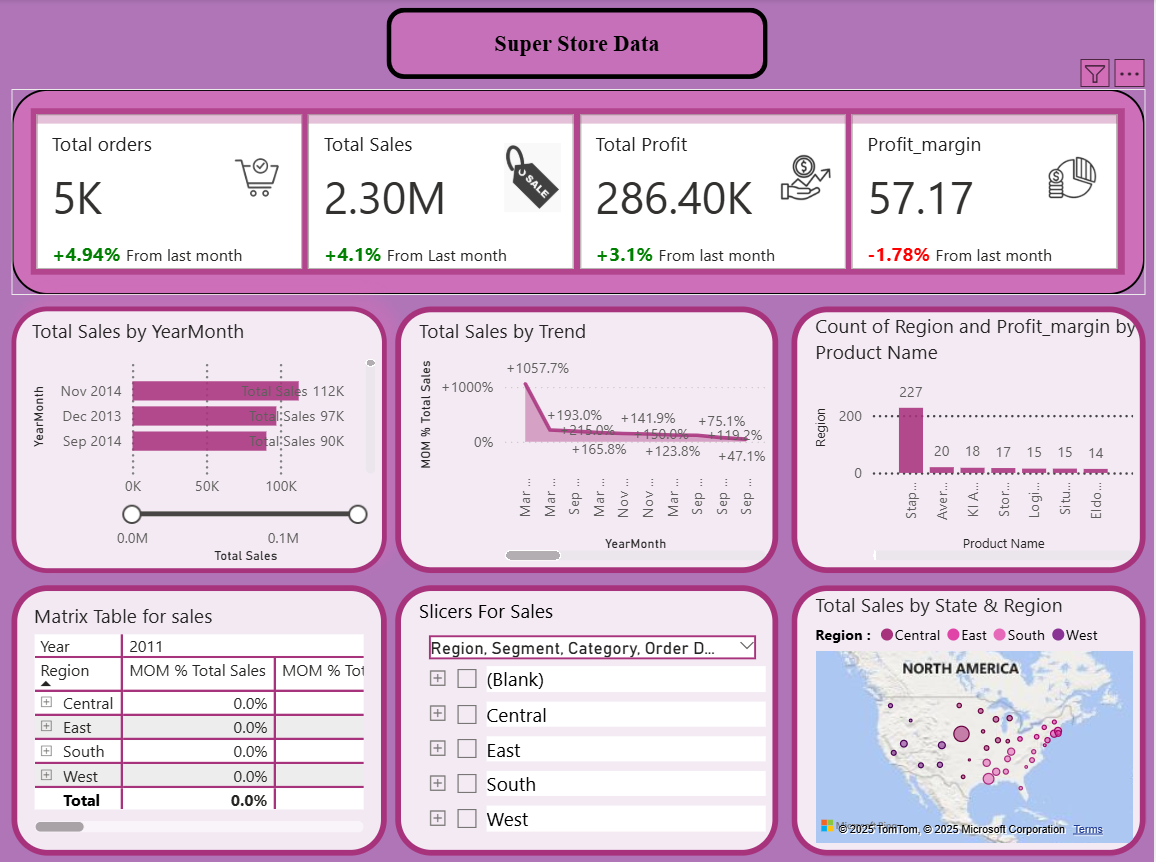 Super Store Data
Total orders
5K
+4.94% From last month
Total Sales
2.30M
+4.1% From Last month
SALE
Total Profit
286.40K
+3.1% From last month
Profit_margin
57.17
-1.78% From last month
Total Sales by YearMonth
YearMonth
Nov 2014
Total Sales 112K
Dec 2013
Total Sales 97K
Sep 2014
Total Sales 90K
0K 50K 100K
0.0M 0.1M
Total Sales
Total Sales by Trend
MOM % Total Sales
+1000%
0%
+1057.7%
+193.0%
+215.0%
+165.8%
+141.9%
+150.0%
+123.8%
+75.1%
+119.2%
+47.1%
Mar ...
Mar ...
Sep ...
Mar ...
Nov ...
Nov ...
Mar ...
Sep ...
Sep ...
Sep ...
YearMonth
Count of Region and Profit_margin by
Product Name
Region
200
0
227
20
18
17
15
15
14
Stap...
Aver...
KI A...
Stor...
Logi...
Situ...
Eldo...
Product Name
Matrix Table for sales
Year 2011
Region MOM % Total Sales MOM % Tot
Central 0.0%
East 0.0%
South 0.0%
West 0.0%
Total 0.0%
Slicers For Sales
Region, Segment, Category, Order D...
(Blank)
Central
East
South
West
Total Sales by State & Region
Region : Central East South West
NORTH AMERICA
Microsoft Bing
© 2025 TomTom, © 2025 Microsoft Corporation Terms